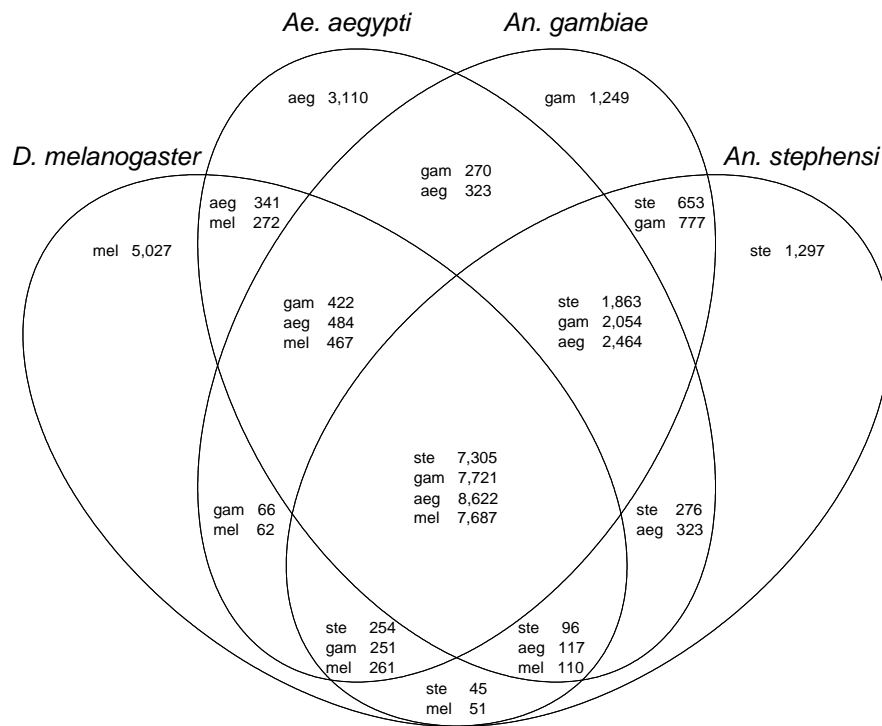 Ae. aegypti An. gambiae
aeg 3,110 gam 1,249
D. melanogaster An. stephensi
gam 270
aeg 323
aeg 341
mel 272
ste 653
gam 777
mel 5,027
ste 1,297
gam 422
aeg 484
mel 467
ste 1,863
gam 2,054
aeg 2,464
ste 7,305
gam 7,721
aeg 8,622
mel 7,687
gam 66
mel 62
ste 276
aeg 323
ste 254
gam 251
mel 261
ste 96
aeg 117
mel 110
ste 45
mel 51